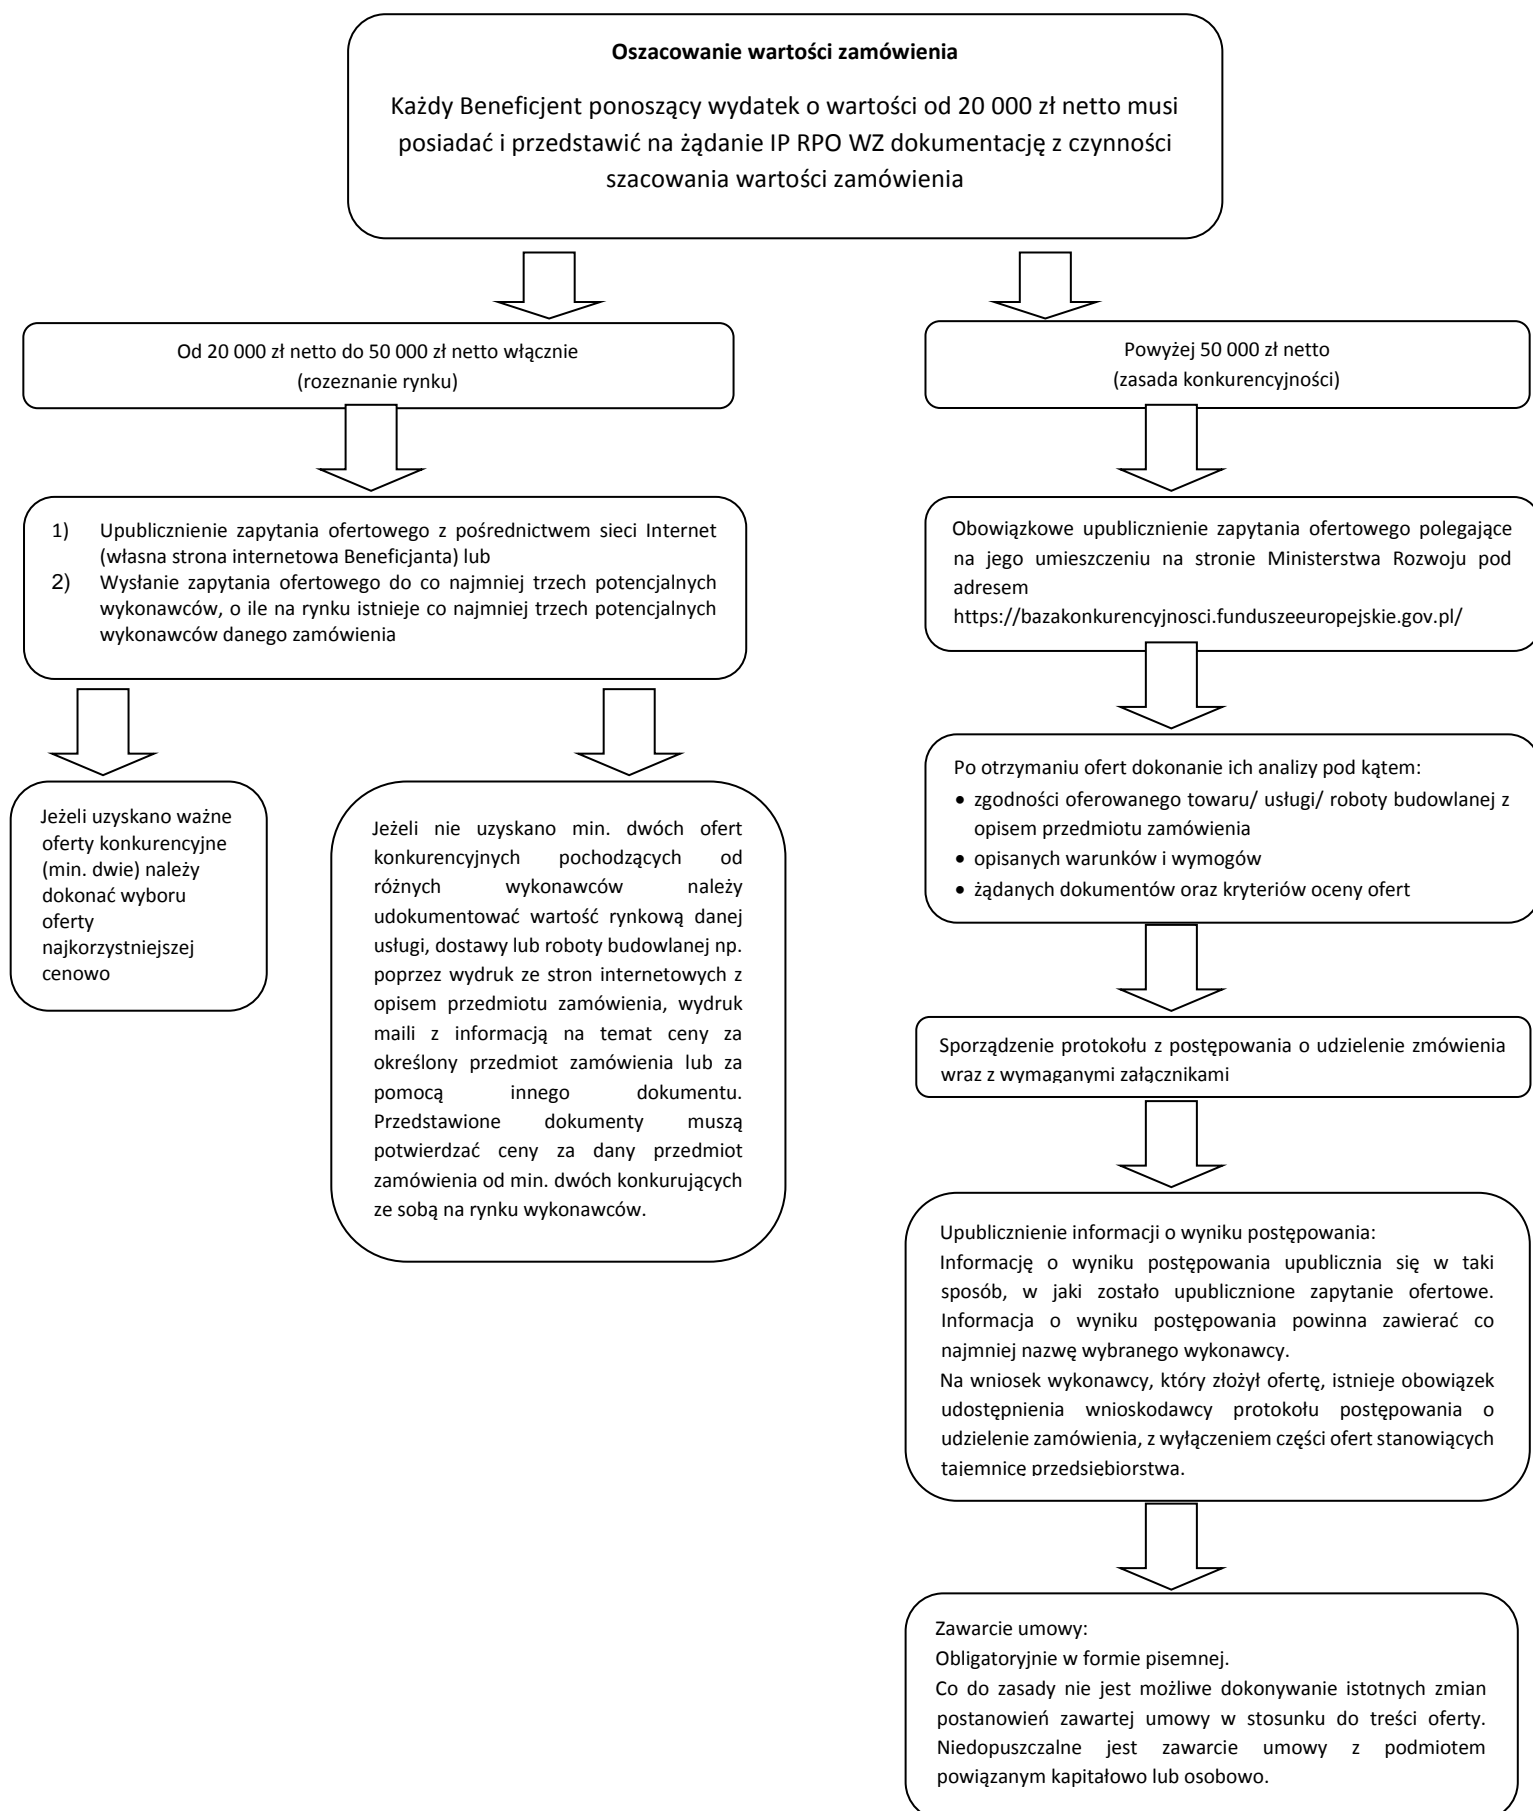 Oszacowanie wartości zamówienia
Każdy Beneficjent ponoszący wydatek o wartości od 20 000 zł netto musi
posiadać i przedstawić na żądanie IP RPO WZ dokumentację z czynności
szacowania wartości zamówienia
Od 20 000 zł netto do 50 000 zł netto włącznie
(rozeznanie rynku)
Powyżej 50 000 zł netto
(zasada konkurencyjności)
1) Upublicznienie zapytania ofertowego z pośrednictwem sieci Internet
(własna strona internetowa Beneficjanta) lub
2) Wysłanie zapytania ofertowego do co najmniej trzech potencjalnych
wykonawców, o ile na rynku istnieje co najmniej trzech potencjalnych
wykonawców danego zamówienia
Obowiązkowe upublicznienie zapytania ofertowego polegające
na jego umieszczeniu na stronie Ministerstwa Rozwoju pod
adresem
https://bazakonkurencyjnosci.funduszeeuropejskie.gov.pl/
Jeżeli uzyskano ważne
oferty konkurencyjne
(min. dwie) należy
dokonać wyboru
oferty
najkorzystniejszej
cenowo
Jeżeli nie uzyskano min. dwóch ofert
konkurencyjnych pochodzących od
różnych wykonawców należy
udokumentować wartość rynkową danej
usługi, dostawy lub roboty budowlanej np.
poprzez wydruk ze stron internetowych z
opisem przedmiotu zamówienia, wydruk
maili z informacją na temat ceny za
określony przedmiot zamówienia lub za
pomocą innego dokumentu.
Przedstawione dokumenty muszą
potwierdzać ceny za dany przedmiot
zamówienia od min. dwóch konkurujących
ze sobą na rynku wykonawców.
Po otrzymaniu ofert dokonanie ich analizy pod kątem:
• zgodności oferowanego towaru/ usługi/ roboty budowlanej z
opisem przedmiotu zamówienia
• opisanych warunków i wymogów
• żądanych dokumentów oraz kryteriów oceny ofert
Sporządzenie protokołu z postępowania o udzielenie zmówienia
wraz z wymaganymi załącznikami
Upublicznienie informacji o wyniku postępowania:
Informację o wyniku postępowania upublicznia się w taki
sposób, w jaki zostało upublicznione zapytanie ofertowe.
Informacja o wyniku postępowania powinna zawierać co
najmniej nazwę wybranego wykonawcy.
Na wniosek wykonawcy, który złożył ofertę, istnieje obowiązek
udostępnienia wnioskodawcy protokołu postępowania o
udzielenie zamówienia, z wyłączeniem części ofert stanowiących
tajemnicę przedsiębiorstwa.
Zawarcie umowy:
Obligatoryjnie w formie pisemnej.
Co do zasady nie jest możliwe dokonywanie istotnych zmian
postanowień zawartej umowy w stosunku do treści oferty.
Niedopuszczalne jest zawarcie umowy z podmiotem
powiązanym kapitałowo lub osobowo.